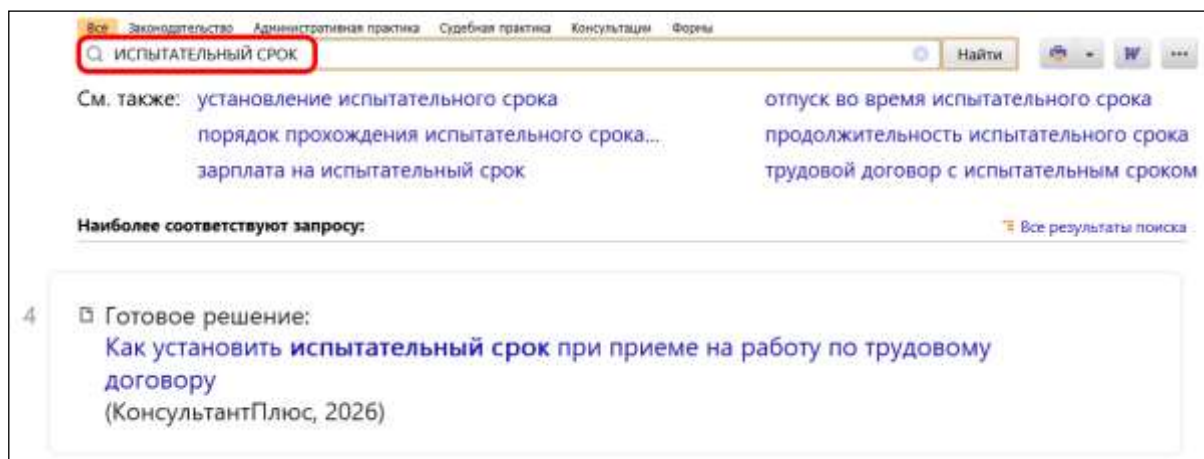 Все Законодательство Административная практика Судебная практика Консультации Формы
ИСПЫТАТЕЛЬНЫЙ СРОК Найти W
См. также: установление испытательного срока отпуск во время испытательного срока
порядок прохождения испытательного срока... продолжительность испытательного срока
зарплата на испытательный срок трудовой договор с испытательным сроком
Наиболее соответствуют запросу: Все результаты поиска
4 Готовое решение:
Как установить испытательный срок при приеме на работу по трудовому
договору
(КонсультантПлюс, 2026)